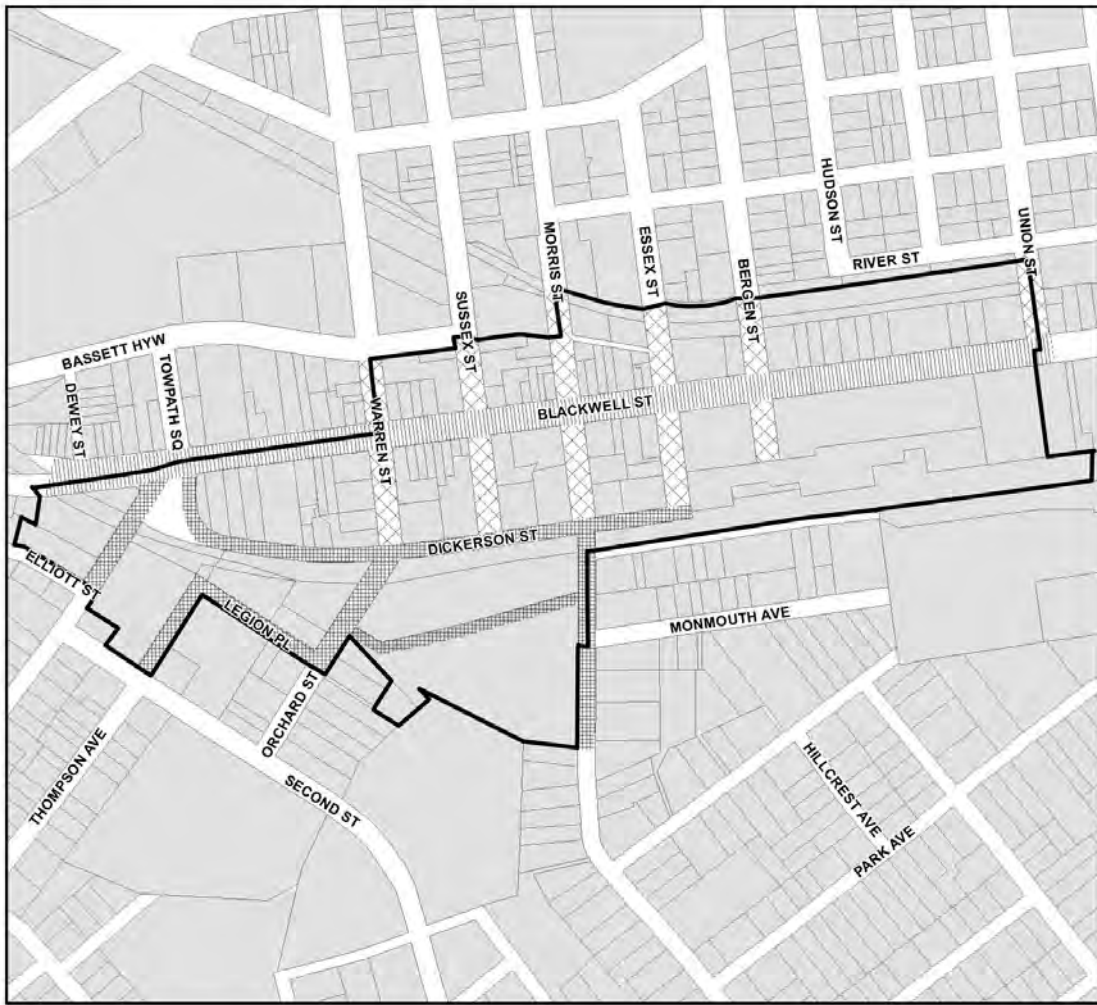 HUDSON ST
UNION ST
MORRIS ST
ESSEX ST
RIVER ST
BERGEN ST
SUSSEX ST
BASSETT HYW
TOWPATH SQ
DEWEY ST
WARREN ST
BLACKWELL ST
DICKERSON ST
ELLIOTT ST
LEGION PL
MONMOUTH AVE
ORCHARD ST
THOMPSON AVE
SECOND ST
HILLCREST AVE
PARK AVE